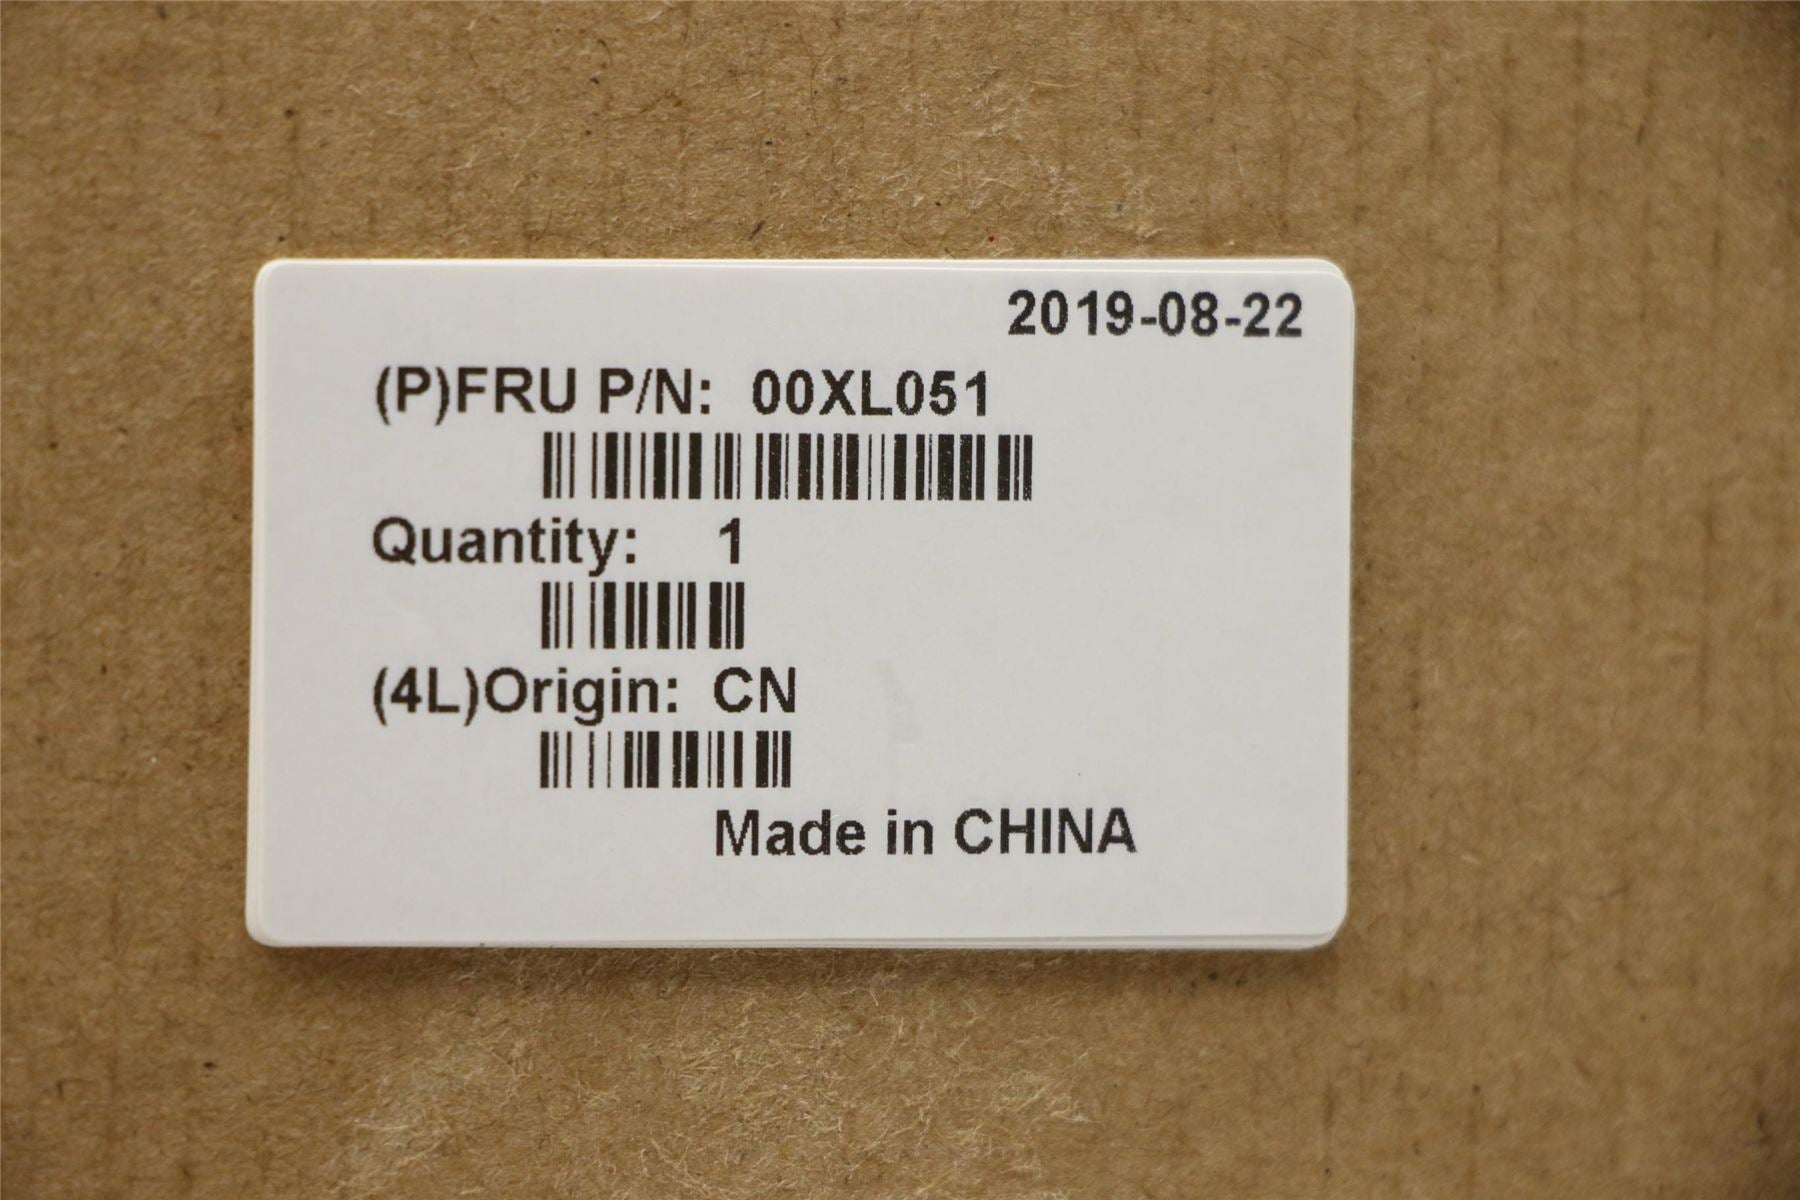 2019-08-22
(P)FRU P/N: 00XL051
Quantity: 1
(4L)Origin: CN
Made in CHINA